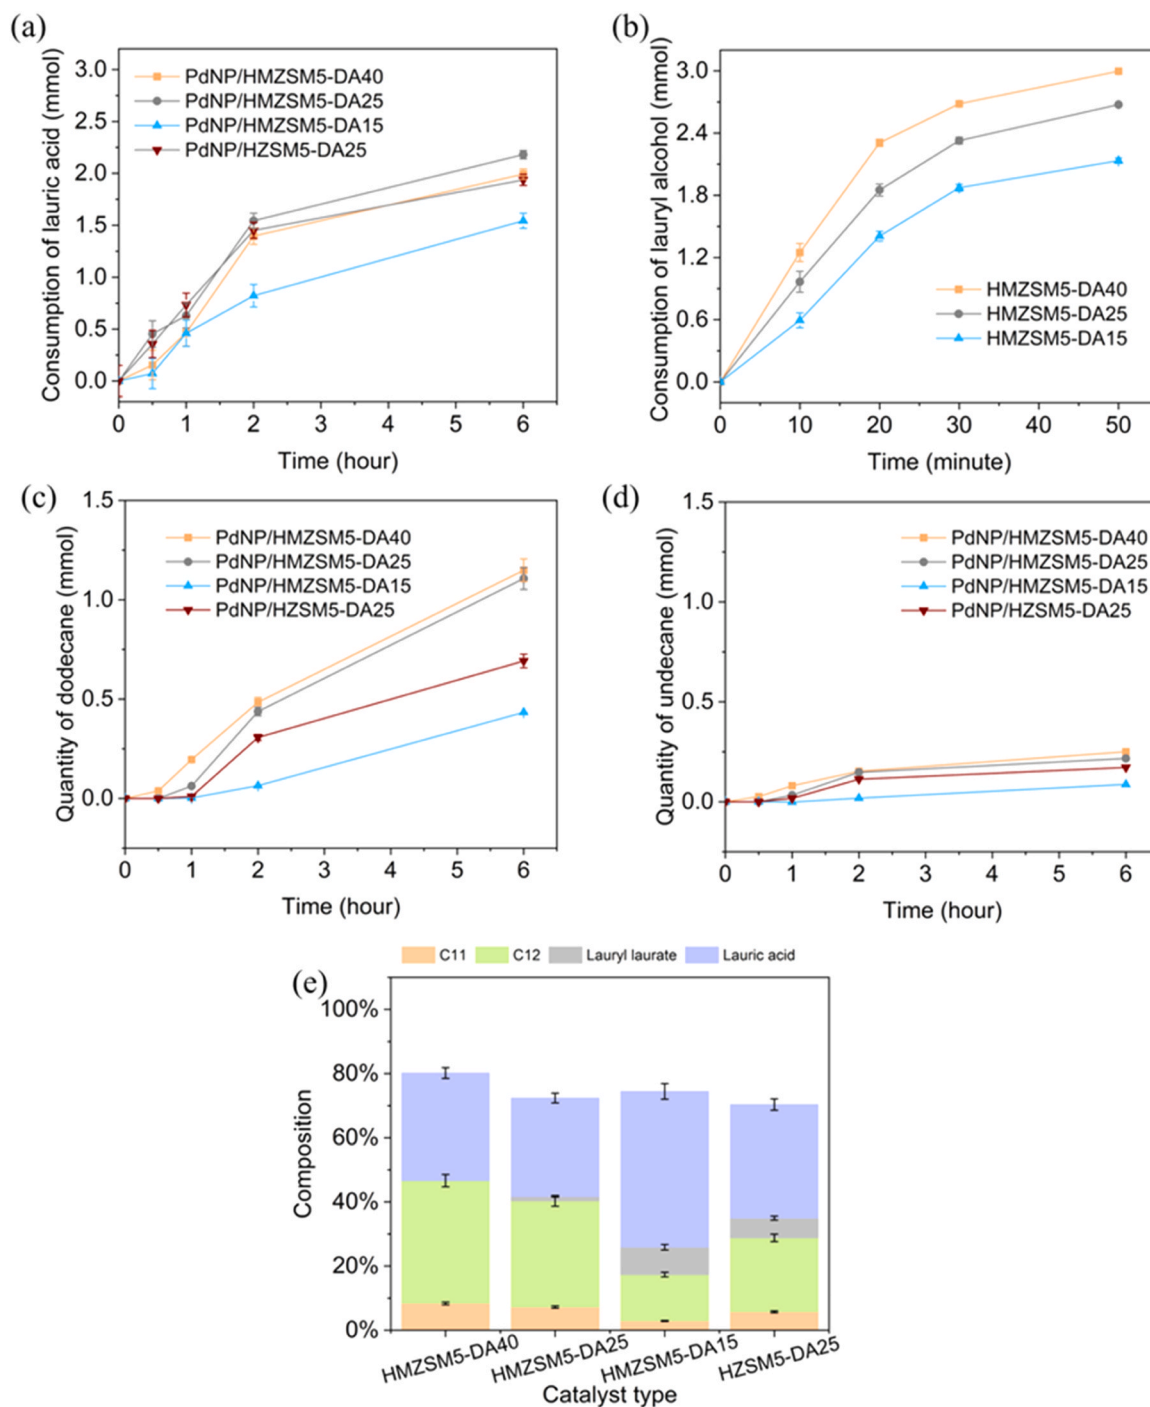 (a)
Consumption of lauric acid (mmol)
3.0
2.5
2.0
1.5
1.0
0.5
0.0
PdNP/HMZSM5-DA40
PdNP/HMZSM5-DA25
PdNP/HMZSM5-DA15
PdNP/HZSM5-DA25
0 1 2 3 4 5 6
Time (hour)
(b)
Consumption of lauryl alcohol (mmol)
3.0
2.4
1.8
1.2
0.6
0.0
HMZSM5-DA40
HMZSM5-DA25
HMZSM5-DA15
0 10 20 30 40 50
Time (minute)
(c)
Quantity of dodecane (mmol)
1.5
1.0
0.5
0.0
PdNP/HMZSM5-DA40
PdNP/HMZSM5-DA25
PdNP/HMZSM5-DA15
PdNP/HZSM5-DA25
0 1 2 3 4 5 6
Time (hour)
(d)
Quantity of undecane (mmol)
1.5
1.0
0.5
0.0
PdNP/HMZSM5-DA40
PdNP/HMZSM5-DA25
PdNP/HMZSM5-DA15
PdNP/HZSM5-DA25
0 1 2 3 4 5 6
Time (hour)
C11 C12 Lauryl laurate Lauric acid
(e)
Composition
100%
80%
60%
40%
20%
0%
HMZSM5-DA40 HMZSM5-DA25 HMZSM5-DA15 HZSM5-DA25
Catalyst type